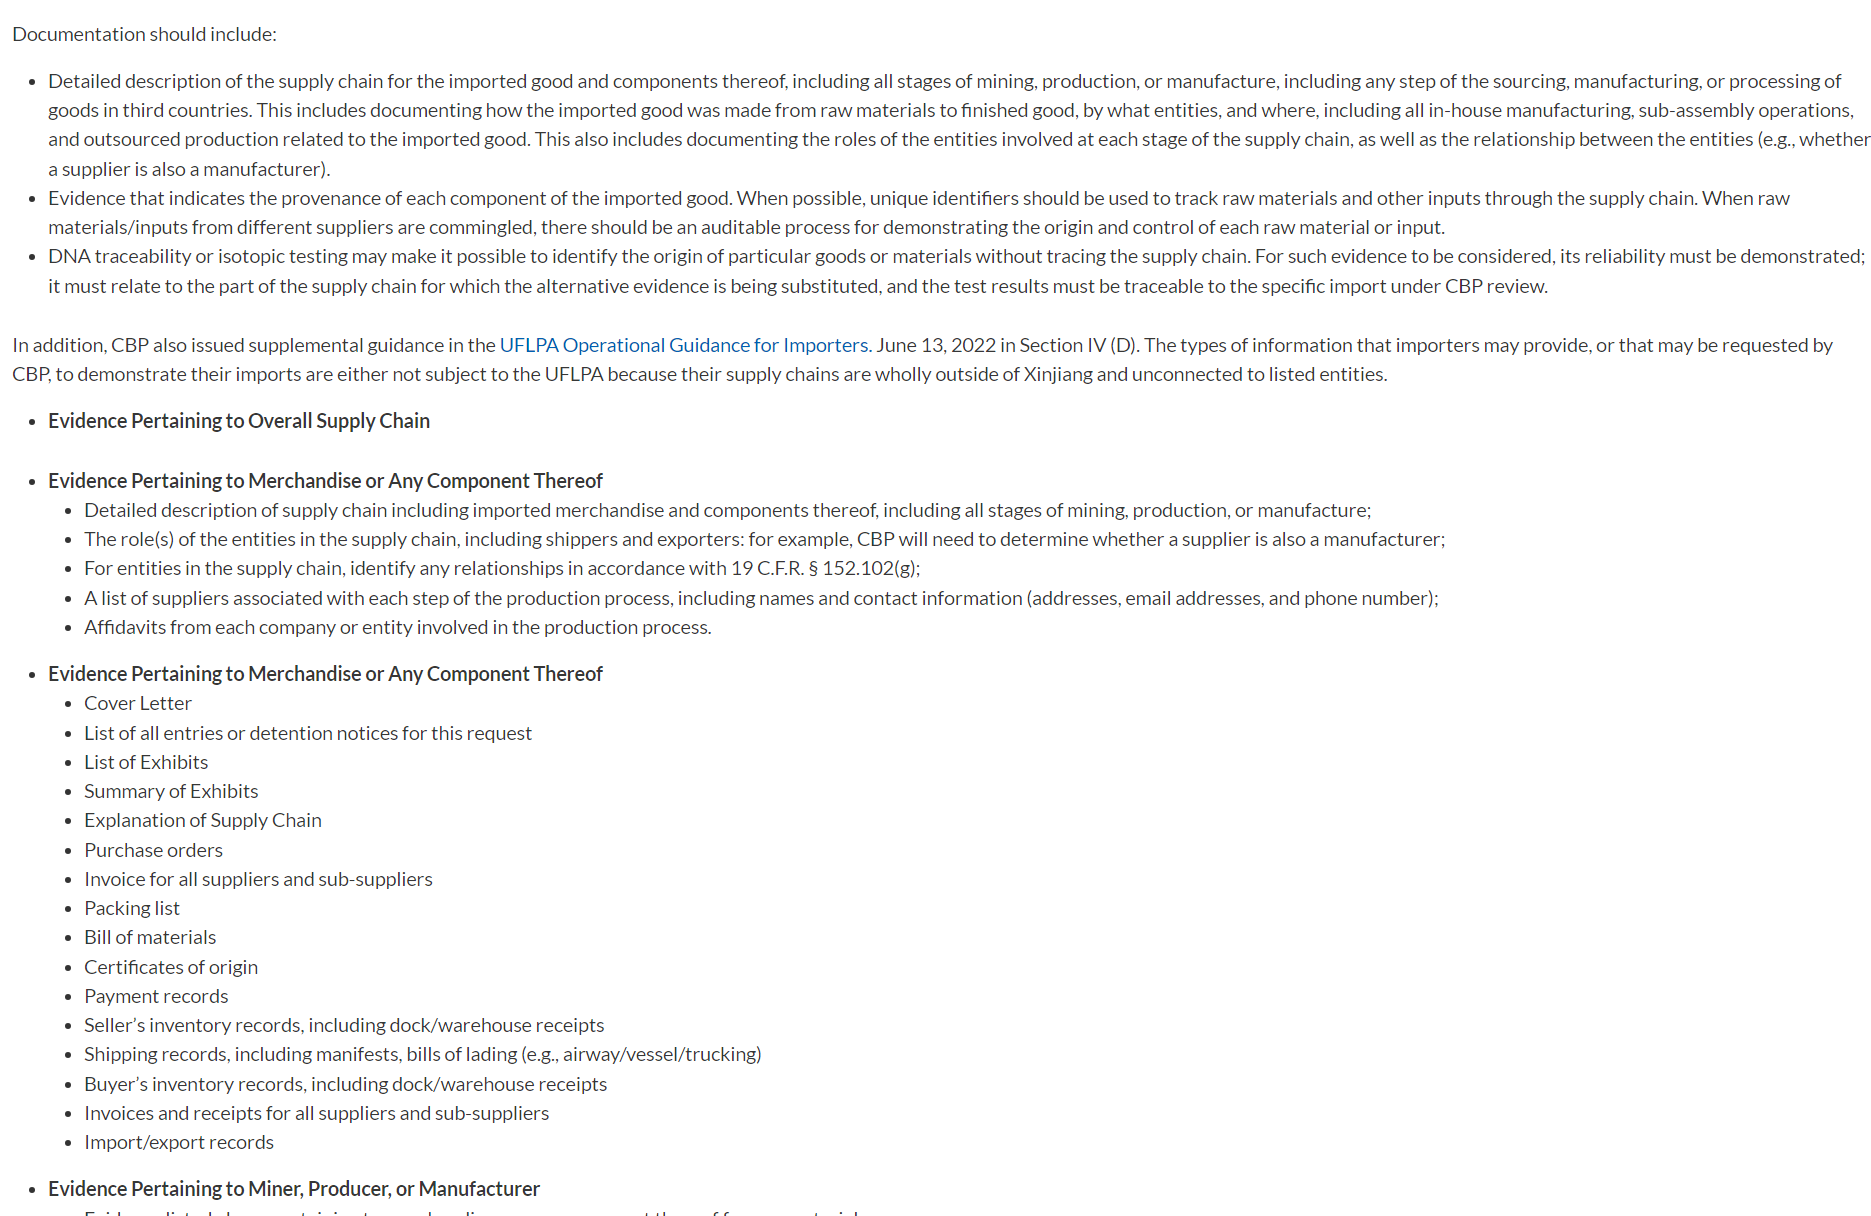 Documentation should include:
• Detailed description of the supply chain for the imported good and components thereof, including all stages of mining, production, or manufacture, including any step of the sourcing, manufacturing, or processing of
goods in third countries. This includes documenting how the imported good was made from raw materials to finished good, by what entities, and where, including all in-house manufacturing, sub-assembly operations,
and outsourced production related to the imported good. This also includes documenting the roles of the entities involved at each stage of the supply chain, as well as the relationship between the entities (e.g., whether
a supplier is also a manufacturer).
• Evidence that indicates the provenance of each component of the imported good. When possible, unique identifiers should be used to track raw materials and other inputs through the supply chain. When raw
materials/inputs from different suppliers are commingled, there should be an auditable process for demonstrating the origin and control of each raw material or input.
• DNA traceability or isotopic testing may make it possible to identify the origin of particular goods or materials without tracing the supply chain. For such evidence to be considered, its reliability must be demonstrated;
it must relate to the part of the supply chain for which the alternative evidence is being substituted, and the test results must be traceable to the specific import under CBP review.
In addition, CBP also issued supplemental guidance in the UFLPA Operational Guidance for Importers. June 13, 2022 in Section IV (D). The types of information that importers may provide, or that may be requested by
CBP, to demonstrate their imports are either not subject to the UFLPA because their supply chains are wholly outside of Xinjiang and unconnected to listed entities.
• Evidence Pertaining to Overall Supply Chain
• Evidence Pertaining to Merchandise or Any Component Thereof
• Detailed description of supply chain including imported merchandise and components thereof, including all stages of mining, production, or manufacture;
• The role(s) of the entities in the supply chain, including shippers and exporters: for example, CBP will need to determine whether a supplier is also a manufacturer;
• For entities in the supply chain, identify any relationships in accordance with 19 C.F.R. § 152.102(g);
• A list of suppliers associated with each step of the production process, including names and contact information (addresses, email addresses, and phone number);
• Affidavits from each company or entity involved in the production process.
• Evidence Pertaining to Merchandise or Any Component Thereof
• Cover Letter
• List of all entries or detention notices for this request
• List of Exhibits
• Summary of Exhibits
• Explanation of Supply Chain
• Purchase orders
• Invoice for all suppliers and sub-suppliers
• Packing list
• Bill of materials
• Certificates of origin
• Payment records
• Seller’s inventory records, including dock/warehouse receipts
• Shipping records, including manifests, bills of lading (e.g., airway/vessel/trucking)
• Buyer’s inventory records, including dock/warehouse receipts
• Invoices and receipts for all suppliers and sub-suppliers
• Import/export records
• Evidence Pertaining to Miner, Producer, or Manufacturer